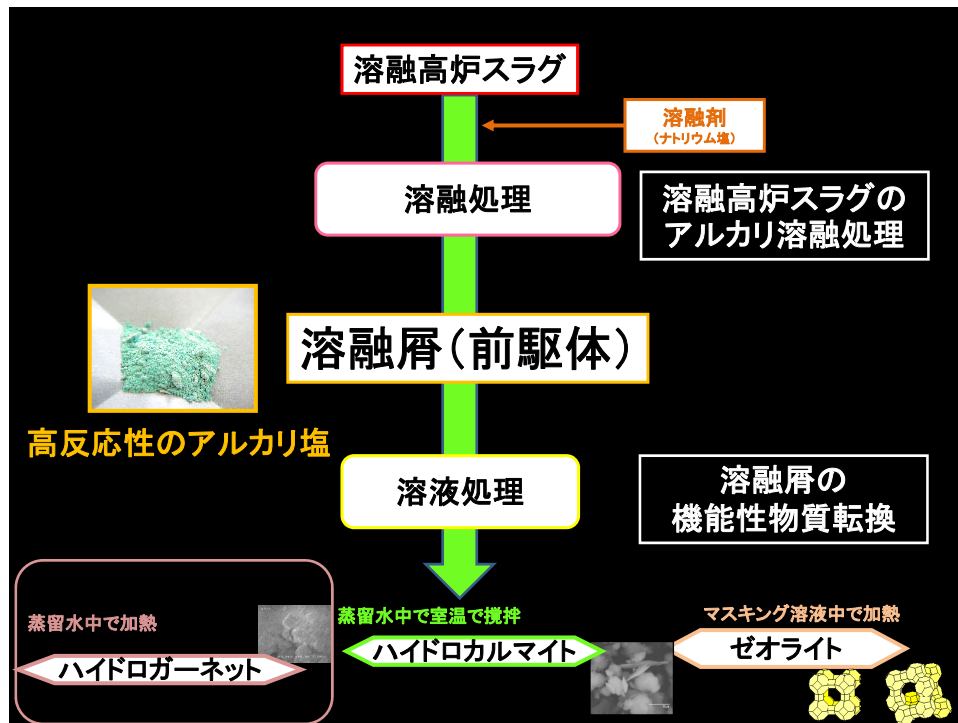 溶融高炉スラグ
溶融剤
（ナトリウム塩）
溶融処理
溶融高炉スラグの
アルカリ溶融処理
溶融屑（前駆体）
高反応性のアルカリ塩
溶液処理
溶融屑の
機能性物質転換
蒸留水中で加熱
ハイドロガーネット
蒸留水中で室温で撹拌
ハイドロカルマイト
マスキング溶液中で加熱
ゼオライト